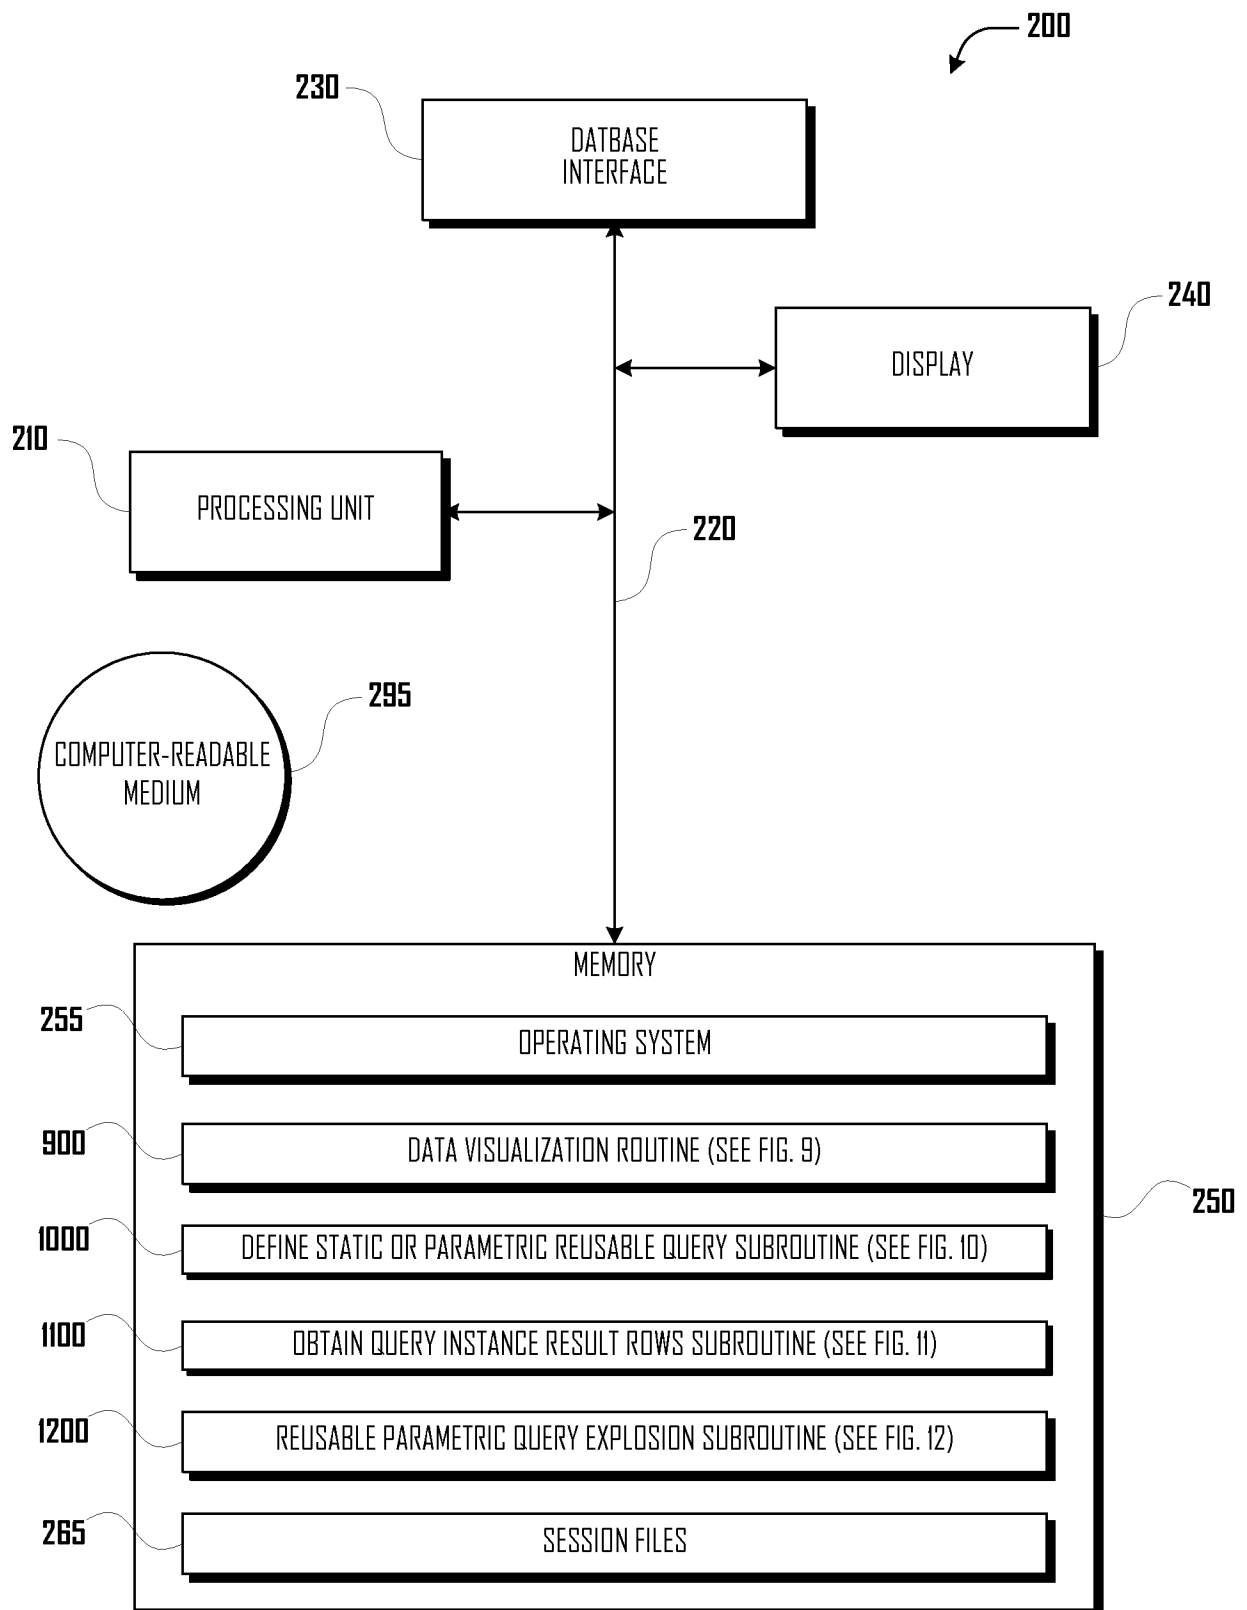 200
230
DATBASE
INTERFACE
240
DISPLAY
210
PROCESSING UNIT
220
295
COMPUTER-READABLE
MEDIUM
MEMORY
255
OPERATING SYSTEM
900
DATA VISUALIZATION ROUTINE (SEE FIG. 9)
250
1000
DEFINE STATIC OR PARAMETRIC REUSABLE QUERY SUBROUTINE (SEE FIG. 10)
1100
OBTAIN QUERY INSTANCE RESULT ROWS SUBROUTINE (SEE FIG. 11)
1200
REUSABLE PARAMETRIC QUERY EXPLOSION SUBROUTINE (SEE FIG. 12)
265
SESSION FILES